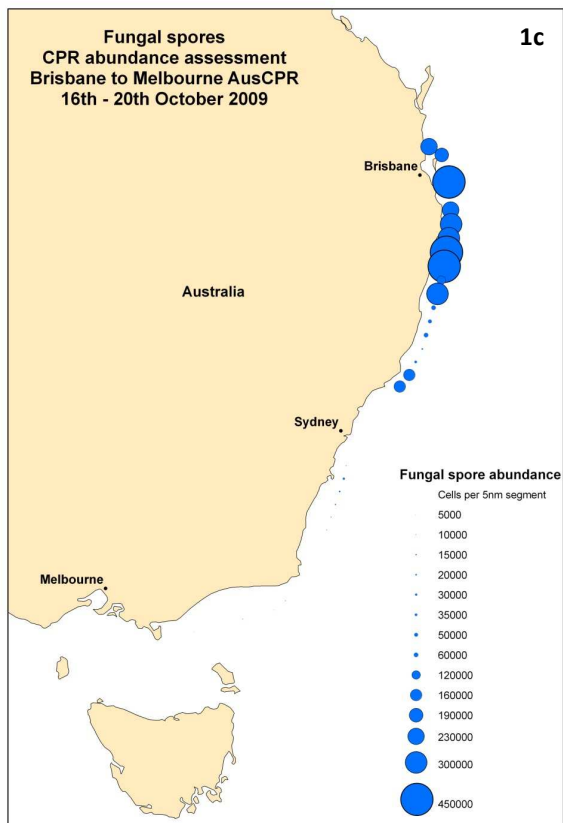 1c
Fungal spores
CPR abundance assessment
Brisbane to Melbourne AusCPR
16th - 20th October 2009
Brisbane
Australia
Sydney
Melbourne
Fungal spore abundance
Cells per 5nm segment
5000
10000
15000
20000
30000
35000
50000
60000
120000
160000
190000
230000
300000
450000